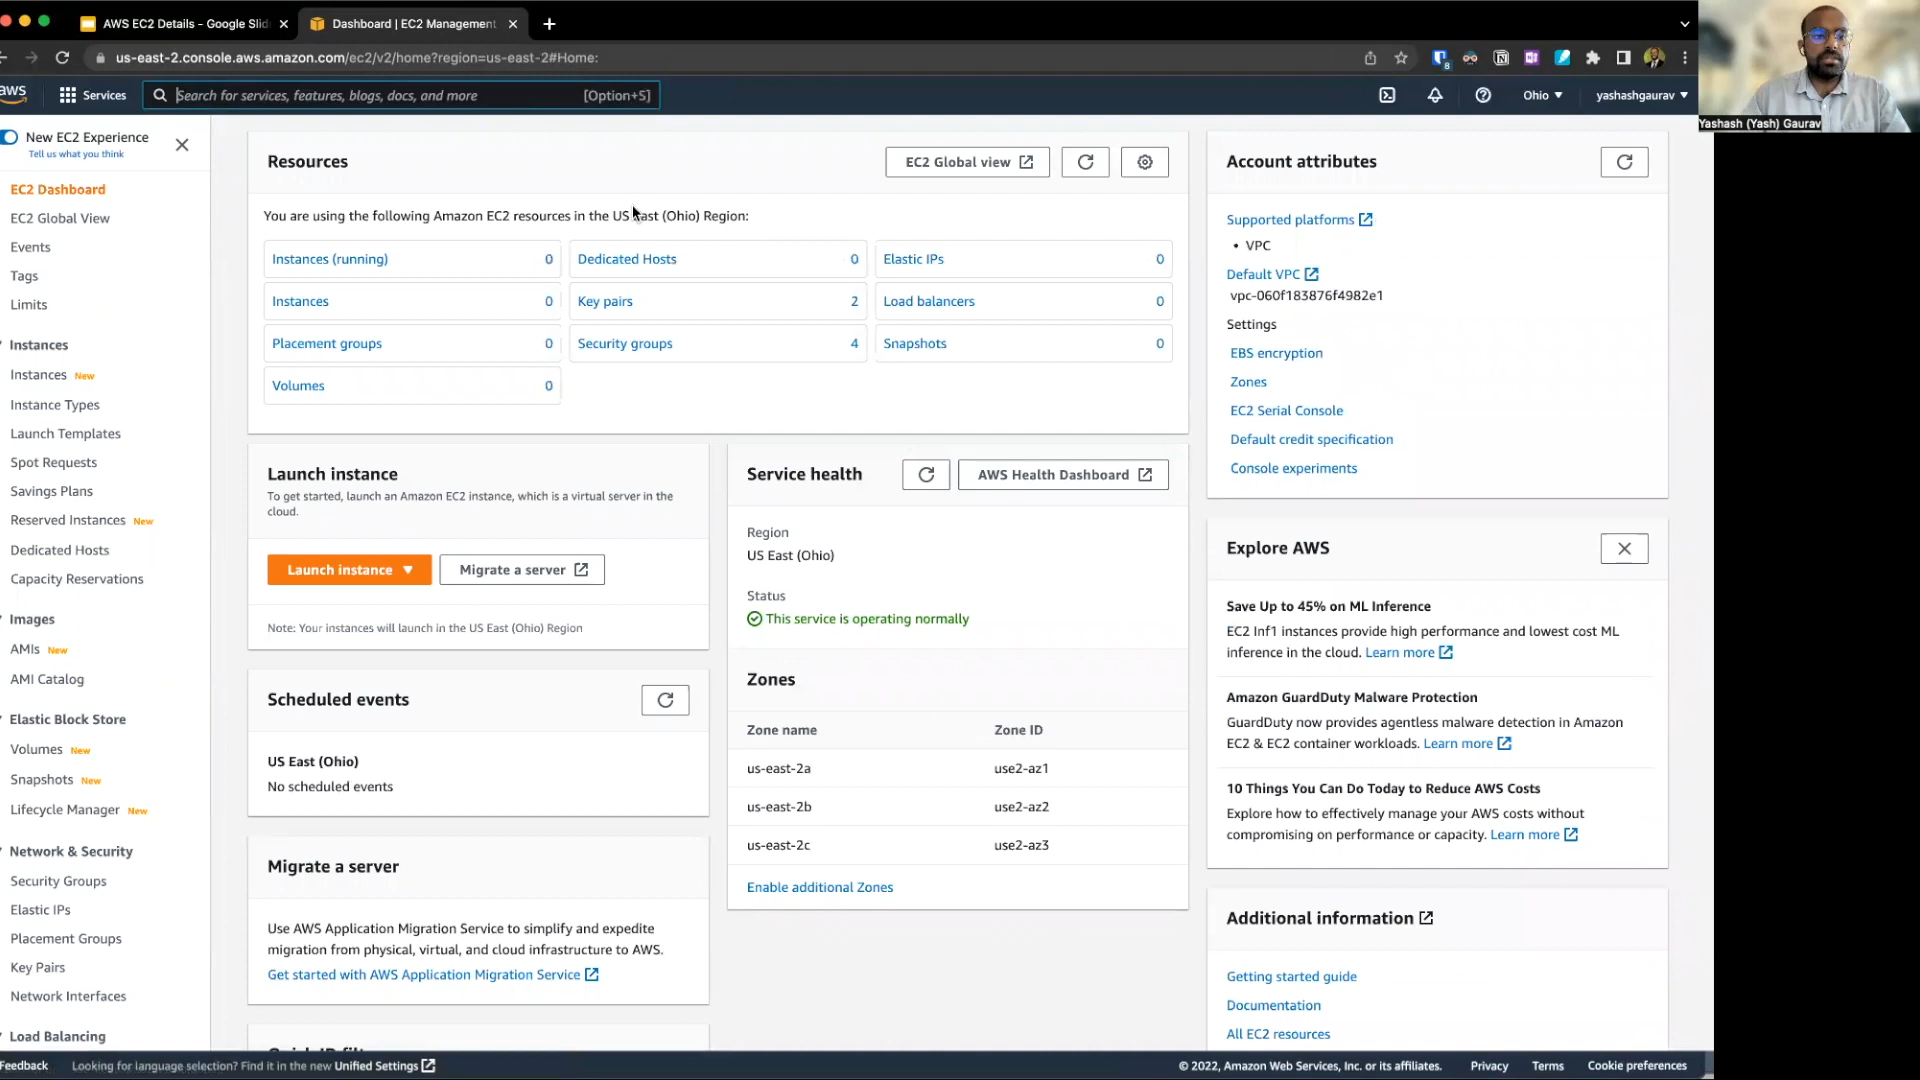 AWS EC2 Details - Google Slid
Dashboard | EC2 Management
us-east-2.console.aws.amazon.com/ec2/v2/home?region=us-east-2#Home:
8
aws
Services
Search for services, features, blogs, docs, and more
[Option+S]
Ohio
yashashgaurav
Yashash (Yash) Gaurav
New EC2 Experience
Tell us what you think
EC2 Dashboard
EC2 Global View
Events
Tags
Limits
Instances
Instances New
Instance Types
Launch Templates
Spot Requests
Savings Plans
Reserved Instances New
Dedicated Hosts
Capacity Reservations
Images
AMIs New
AMI Catalog
Elastic Block Store
Volumes New
Snapshots New
Lifecycle Manager New
Network & Security
Security Groups
Elastic IPs
Placement Groups
Key Pairs
Network Interfaces
Load Balancing
Resources
EC2 Global view
You are using the following Amazon EC2 resources in the US East (Ohio) Region:
Instances (running) 0
Dedicated Hosts 0
Elastic IPs 0
Instances 0
Key pairs 2
Load balancers 0
Placement groups 0
Security groups 4
Snapshots 0
Volumes 0
Launch instance
To get started, launch an Amazon EC2 instance, which is a virtual server in the
cloud.
Launch instance
Migrate a server
Note: Your instances will launch in the US East (Ohio) Region
Scheduled events
US East (Ohio)
No scheduled events
Migrate a server
Use AWS Application Migration Service to simplify and expedite
migration from physical, virtual, and cloud infrastructure to AWS.
Get started with AWS Application Migration Service
Service health
AWS Health Dashboard
Region
US East (Ohio)
Status
This service is operating normally
Zones
Zone name Zone ID
us-east-2a use2-az1
us-east-2b use2-az2
us-east-2c use2-az3
Enable additional Zones
Account attributes
Supported platforms
• VPC
Default VPC
vpc-060f183876f4982e1
Settings
EBS encryption
Zones
EC2 Serial Console
Default credit specification
Console experiments
Explore AWS
Save Up to 45% on ML Inference
EC2 Inf1 instances provide high performance and lowest cost ML
inference in the cloud. Learn more
Amazon GuardDuty Malware Protection
GuardDuty now provides agentless malware detection in Amazon
EC2 & EC2 container workloads. Learn more
10 Things You Can Do Today to Reduce AWS Costs
Explore how to effectively manage your AWS costs without
compromising on performance or capacity. Learn more
Additional information
Getting started guide
Documentation
All EC2 resources
Feedback
Looking for language selection? Find it in the new Unified Settings
© 2022, Amazon Web Services, Inc. or its affiliates.
Privacy
Terms
Cookie preferences